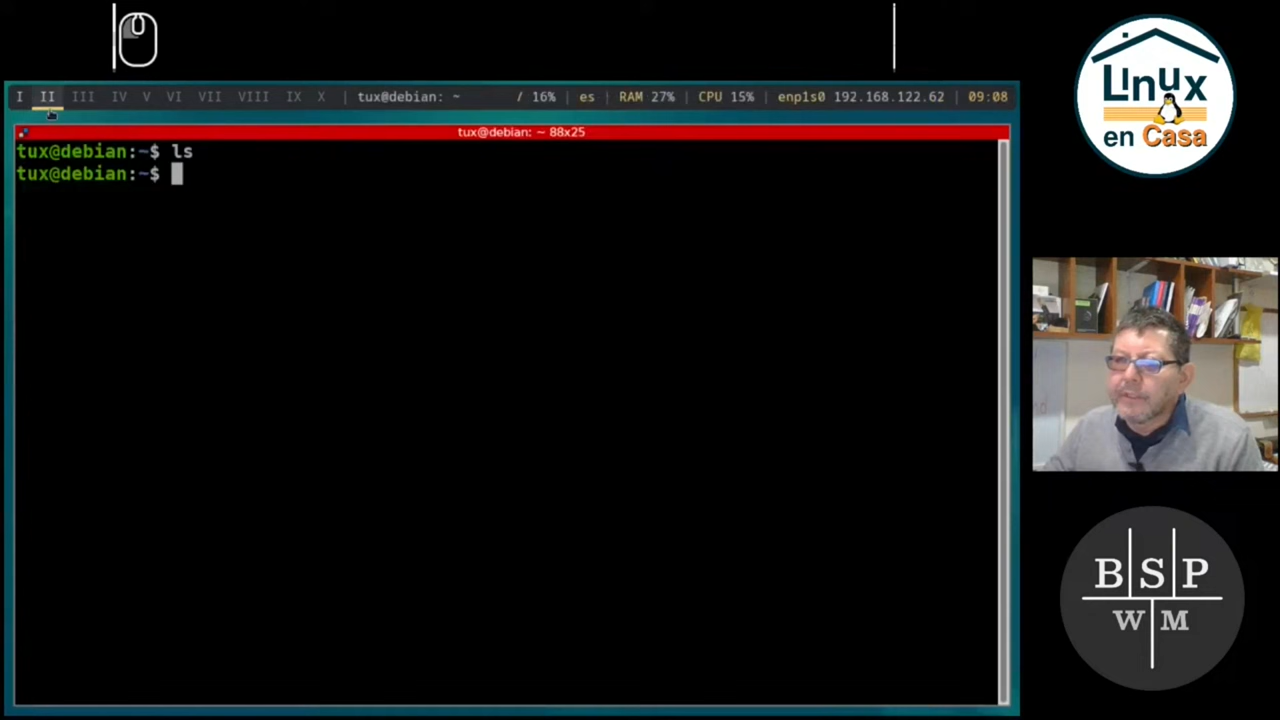 I II III IV V VI VII VIII IX X | tux@debian: ~ / 16% | es | RAM 27% | CPU 15% | enp1s0 192.168.122.62 | 09:08
tux@debian: ~ 88x25
tux@debian:~$ ls
tux@debian:~$
LInUx
en Casa
B S P
W M